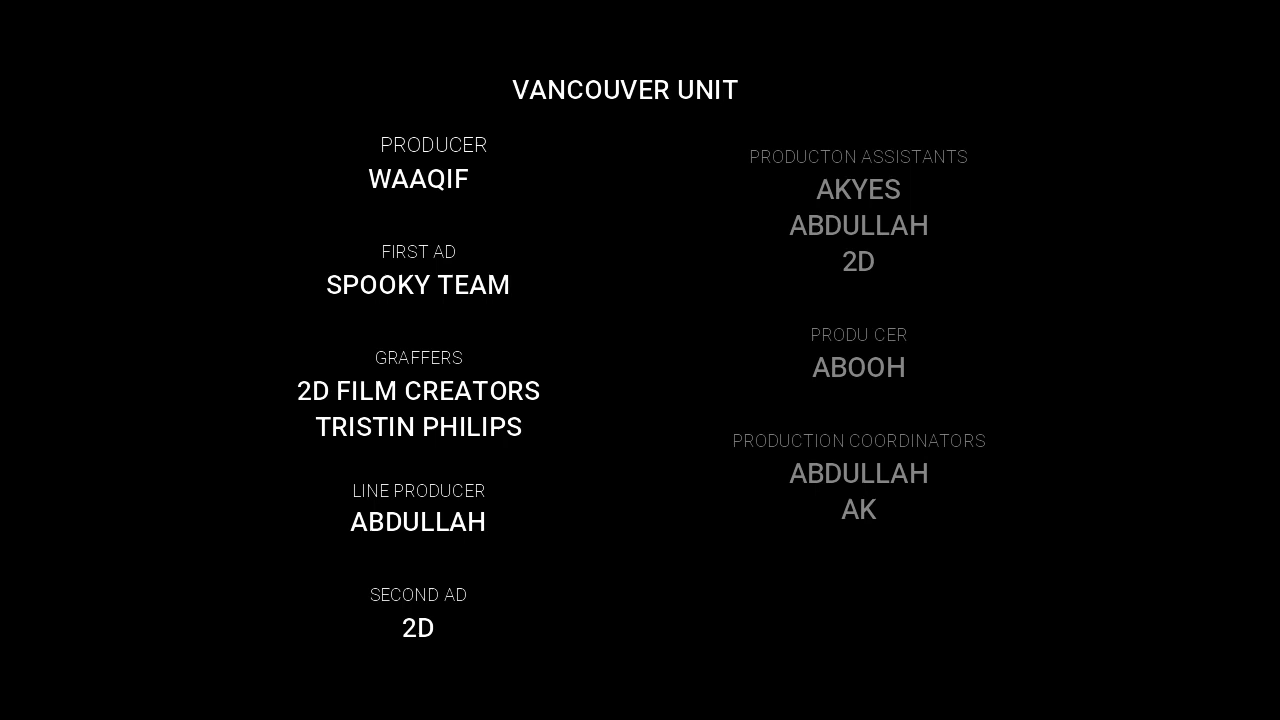 VANCOUVER UNIT
PRODUCER
WAAQIF
FIRST AD
SPOOKY TEAM
GRAFFERS
2D FILM CREATORS
TRISTIN PHILIPS
LINE PRODUCER
ABDULLAH
SECOND AD
2D
PRODUCTON ASSISTANTS
AKYES
ABDULLAH
2D
PRODU CER
ABOOH
PRODUCTION COORDINATORS
ABDULLAH
AK